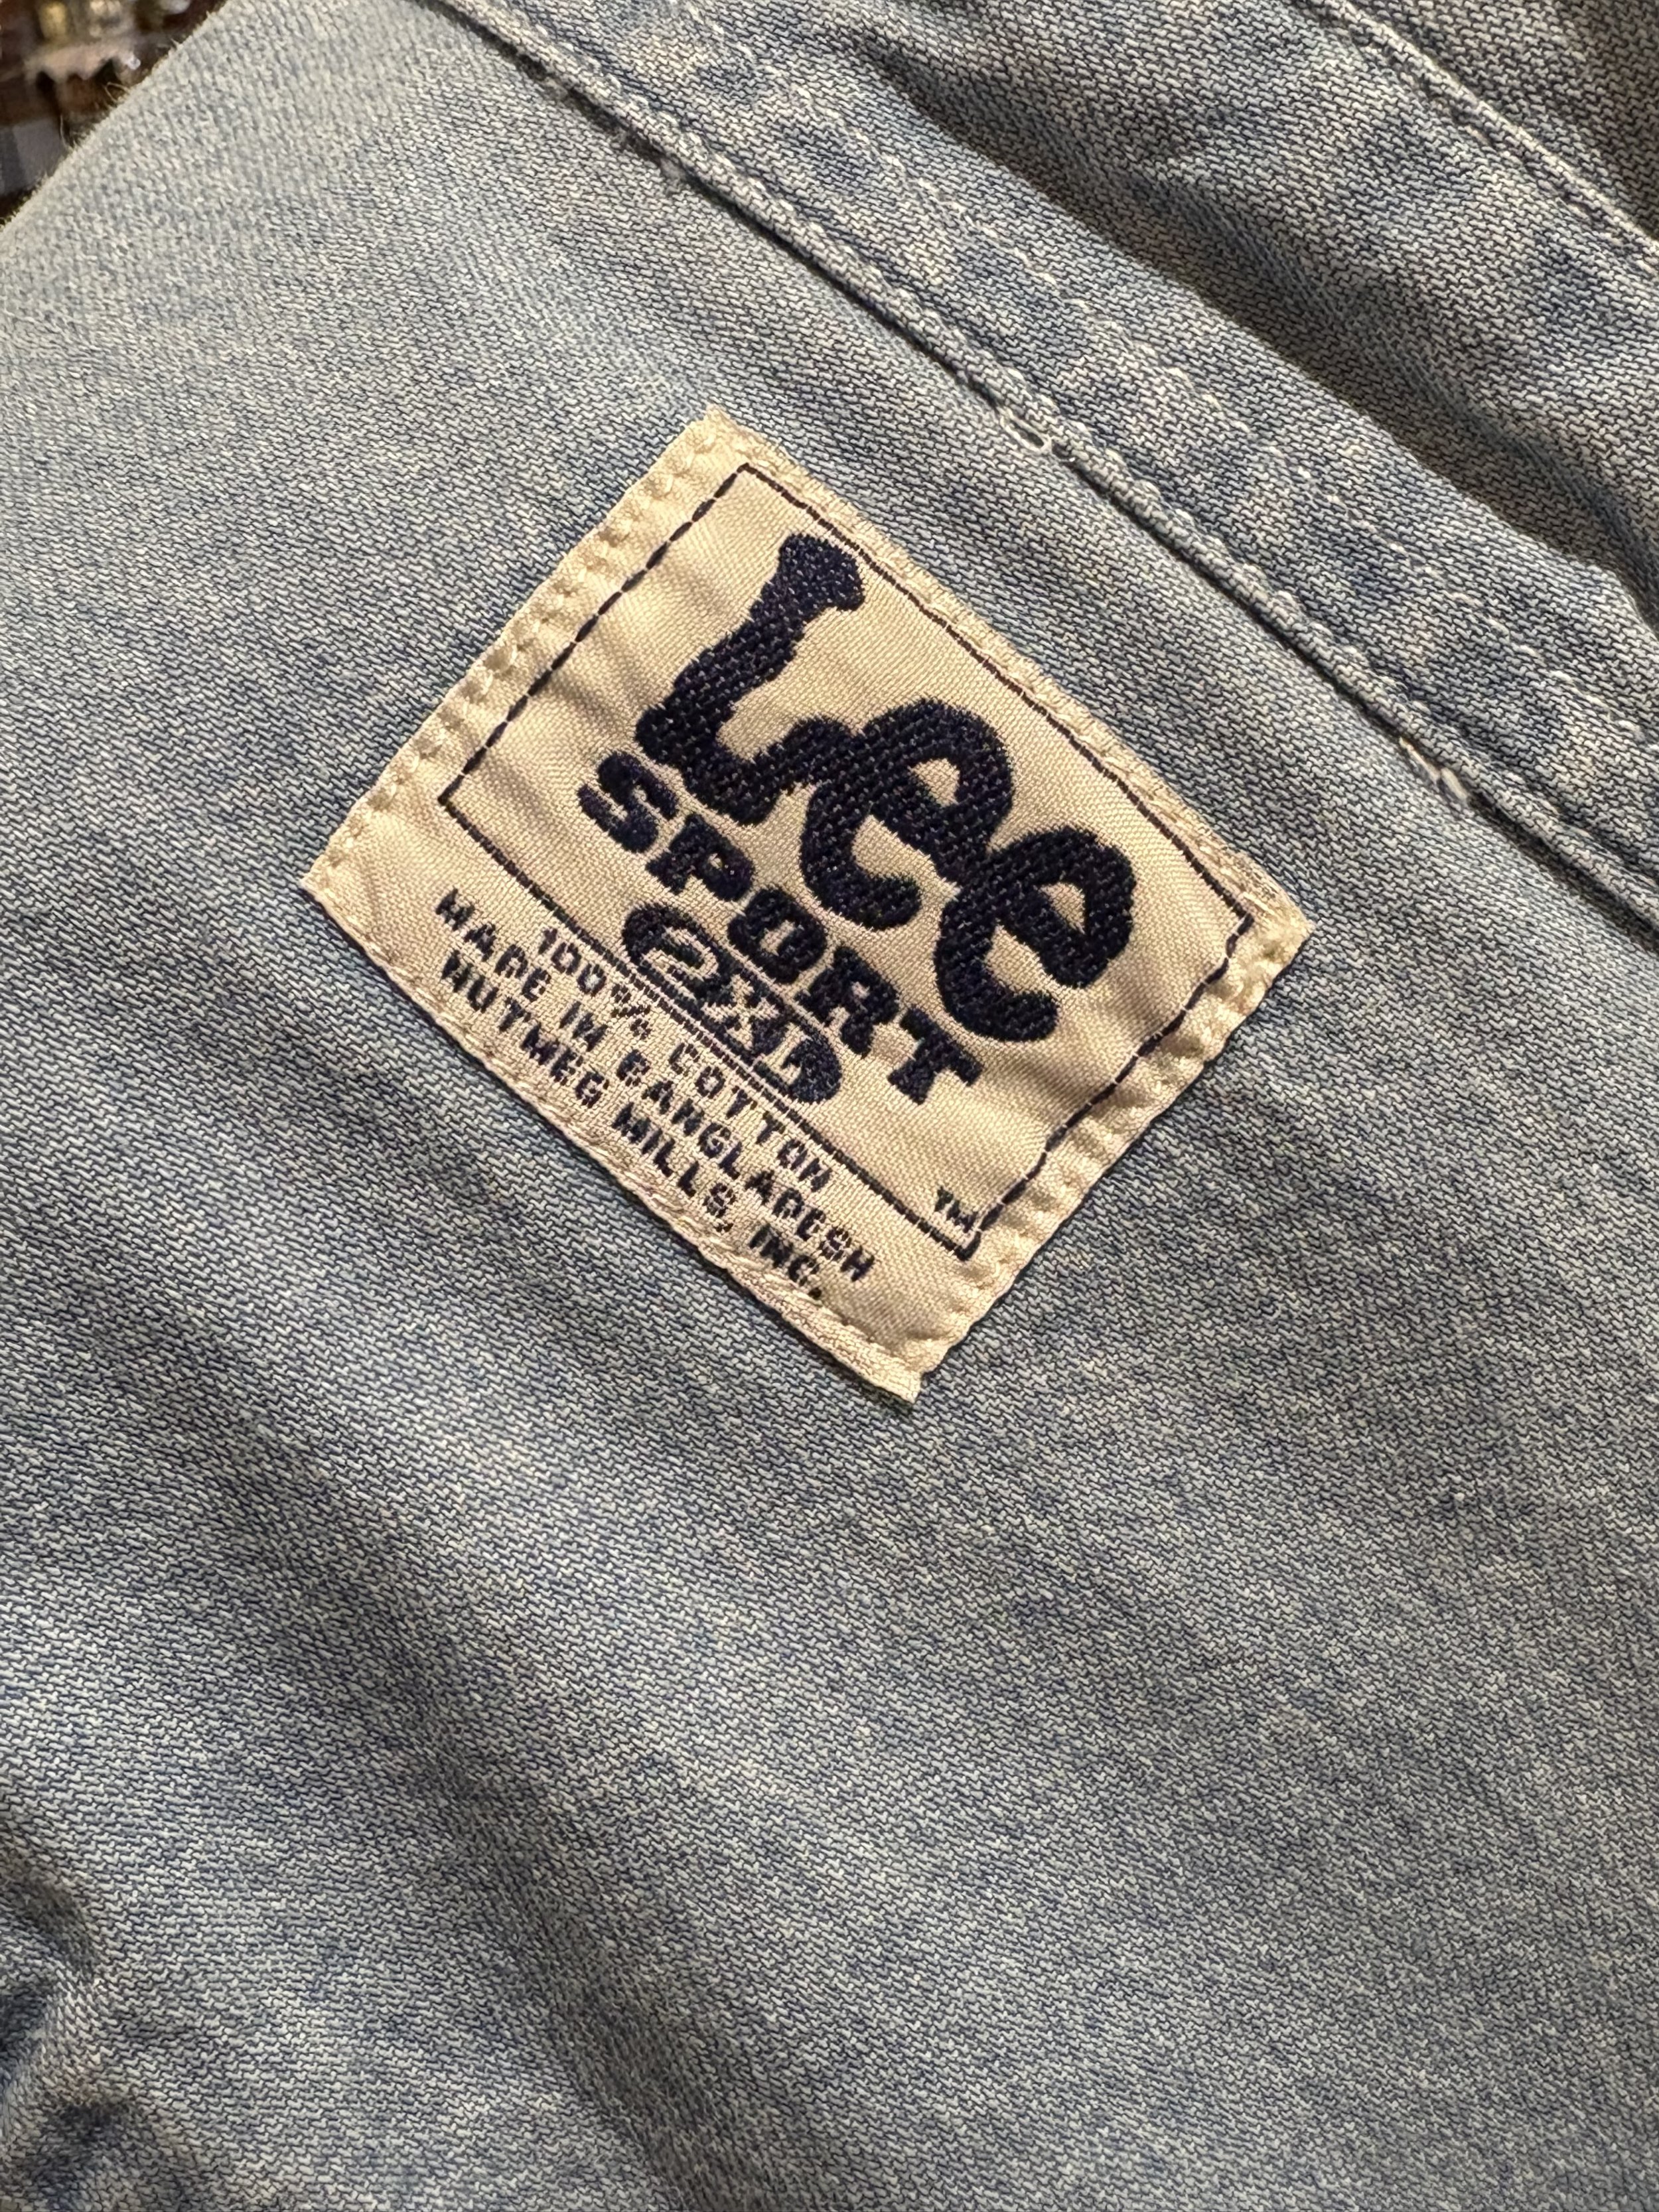 Lee
SPORT
2XL
TM
100% COTTON
MADE IN BANGLADESH
NUTMEG MILLS, INC.